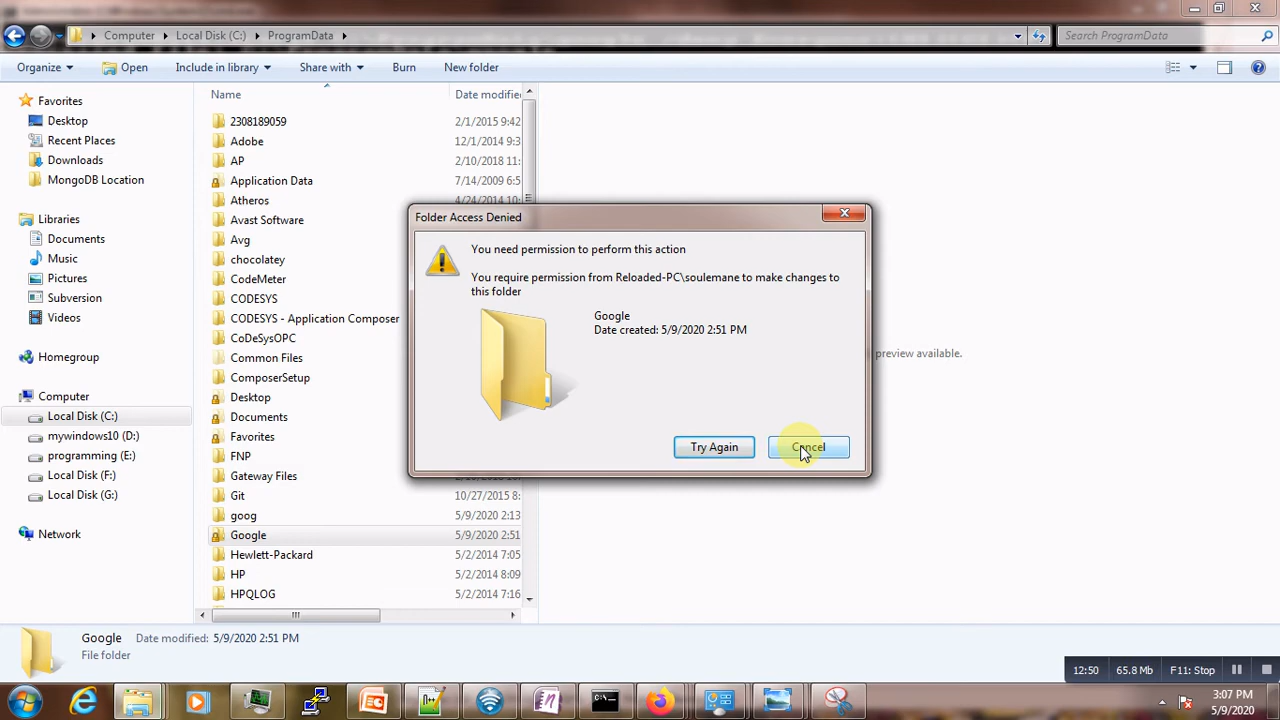 Computer Local Disk (C:) ProgramData Search ProgramData
Organize Open Include in library Share with Burn New folder
Favorites
Desktop
Recent Places
Downloads
MongoDB Location
Libraries
Documents
Music
Pictures
Subversion
Videos
Homegroup
Computer
Local Disk (C:)
mywindows10 (D:)
programming (E:)
Local Disk (F:)
Local Disk (G:)
Network
Name Date modifie
2308189059 2/1/2015 9:42
Adobe 12/1/2014 9:3
AP 2/10/2018 11:
Application Data 7/14/2009 6:5
Atheros 4/24/2014 10:
Avast Software
Avg
chocolatey
CodeMeter
CODESYS
CODESYS - Application Composer
CoDeSysOPC
Common Files
ComposerSetup
Desktop
Documents
Favorites
FNP
Gateway Files
Git 10/27/2015 8:
goog 5/9/2020 2:13
Google 5/9/2020 2:51
Hewlett-Packard 5/2/2014 7:05
HP 5/2/2014 8:09
HPQLOG 5/2/2014 7:16
Folder Access Denied
You need permission to perform this action
You require permission from Reloaded-PC\soulemane to make changes to
this folder
Google
Date created: 5/9/2020 2:51 PM
Try Again Cancel
preview available.
Google Date modified: 5/9/2020 2:51 PM
File folder
12:50 65.8 Mb F11: Stop
3:07 PM
5/9/2020